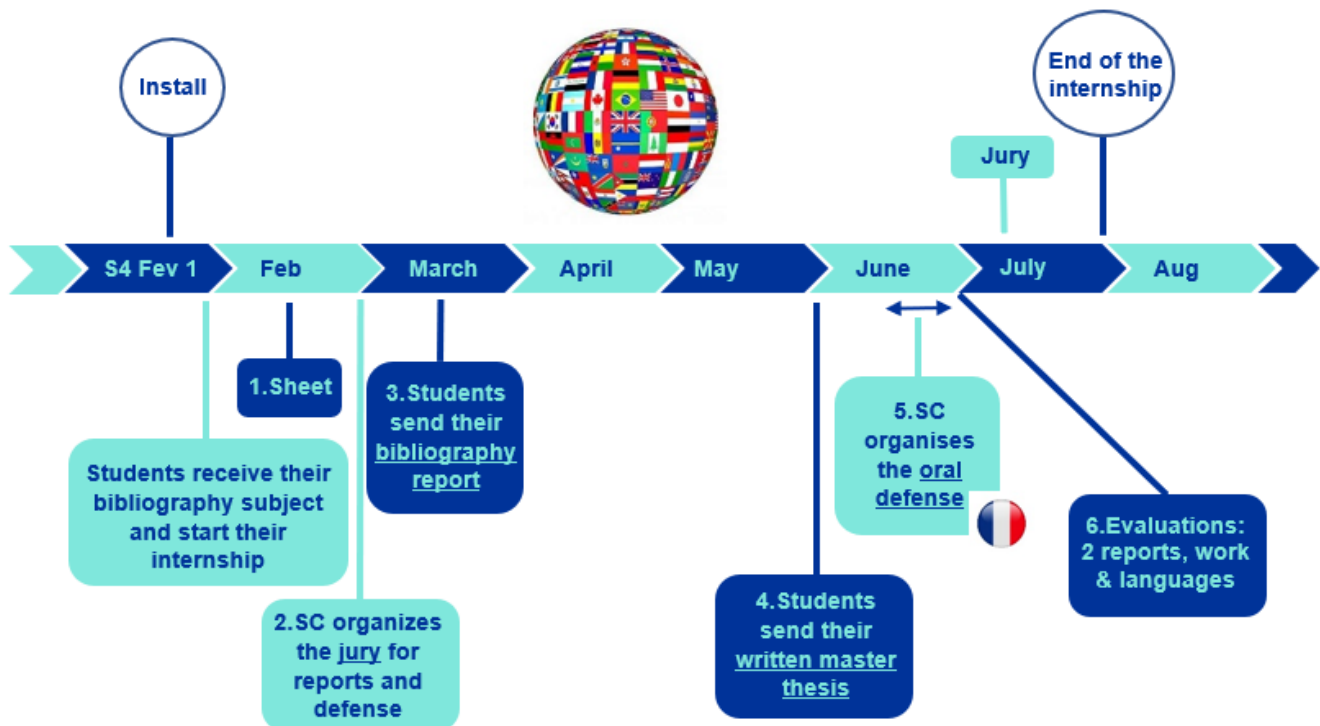 Install
End of the
internship
Jury
S4 Fev 1
Feb
March
April
May
June
July
Aug
1.Sheet
Students receive their
bibliography subject
and start their
internship
2.SC organizes
the jury for
reports and
defense
3.Students
send their
bibliography
report
4.Students
send their
written master
thesis
5.SC
organises
the oral
defense
6.Evaluations:
2 reports, work
& languages